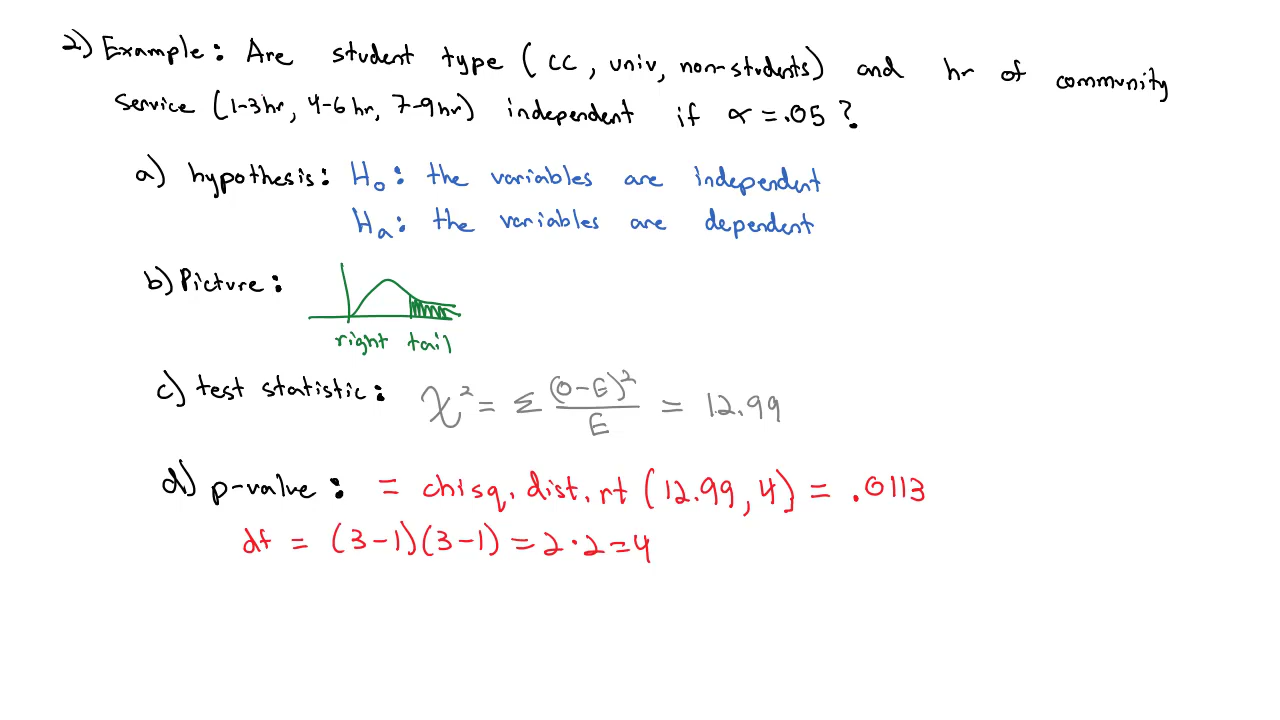 2) Example: Are student type (CC, univ, non-students) and hr of community
service (1-3hr, 4-6hr, 7-9hr) independent if α = .05 ?
a) hypothesis: H₀: the variables are independent
Hₐ: the variables are dependent
b) Picture:
right tail
c) test statistic: χ² = Σ (O-E)²/E = 12.99
d) p-value: = chisq.dist.rt(12.99, 4) = .0113
df = (3-1)(3-1) = 2·2=4